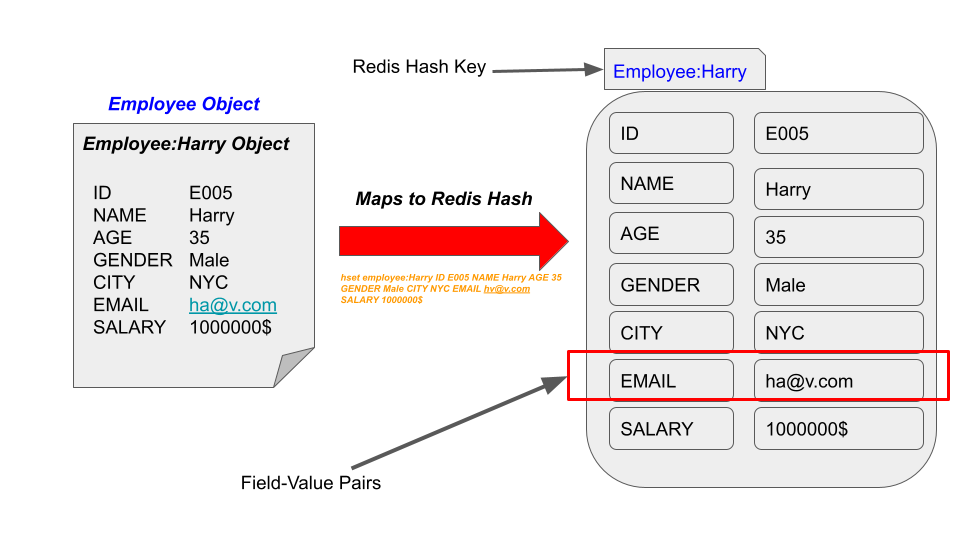 Redis Hash Key
Employee:Harry
Employee Object
Employee:Harry Object
ID E005
NAME Harry
AGE 35
GENDER Male
CITY NYC
EMAIL ha@v.com
SALARY 1000000$
Maps to Redis Hash
hset employee:Harry ID E005 NAME Harry AGE 35
GENDER Male CITY NYC EMAIL hv@v.com
SALARY 1000000$
ID E005
NAME Harry
AGE 35
GENDER Male
CITY NYC
EMAIL ha@v.com
SALARY 1000000$
Field-Value Pairs